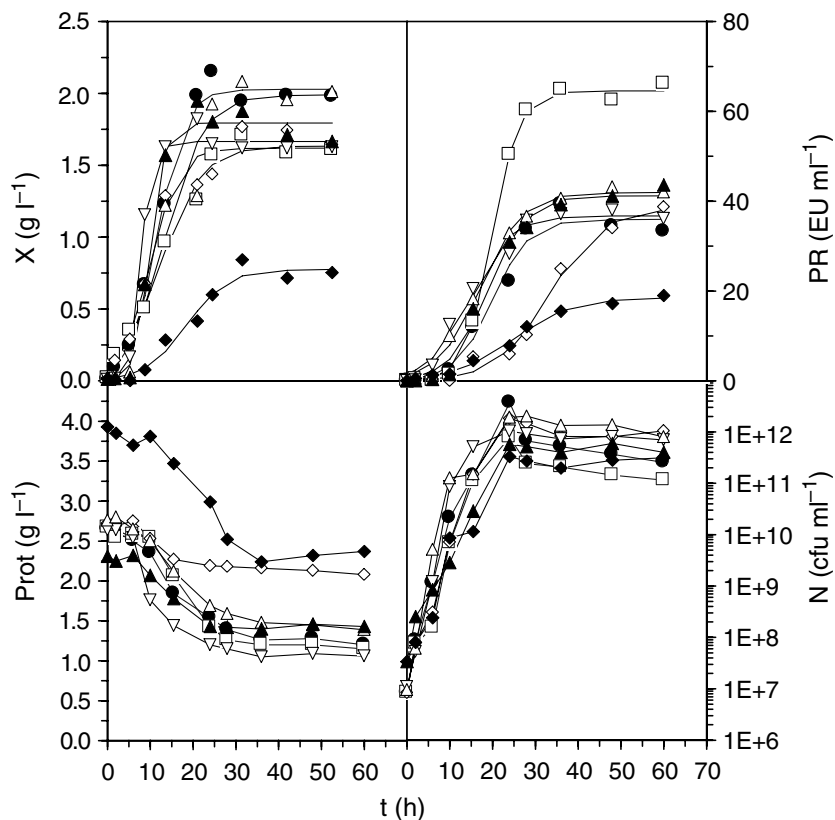 2.5
2.0
1.5
1.0
0.5
0.0
X (g l⁻¹)
80
60
40
20
0
PR (EU ml⁻¹)
4.0
3.5
3.0
2.5
2.0
1.5
1.0
0.5
0.0
Prot (g l⁻¹)
1E+12
1E+11
1E+10
1E+9
1E+8
1E+7
1E+6
N (cfu ml⁻¹)
0 10 20 30 40 50 60 0 10 20 30 40 50 60 70
t (h)